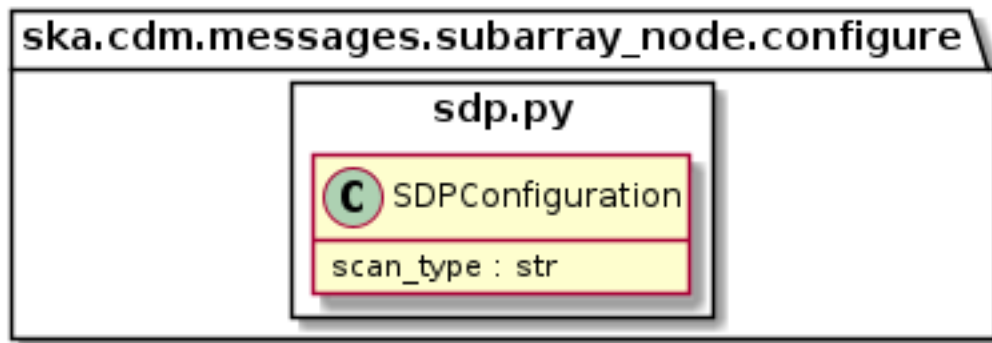 ska.cdm.messages.subarray_node.configure
sdp.py
C SDPConfiguration
scan_type : str